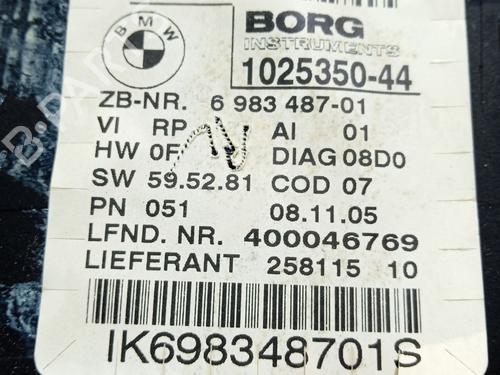 BMW
BORG
INSTRUMENTS
1025350-44
ZB-NR. 6 983 487-01
VI RP AI 01
HW 0F DIAG 08D0
SW 59.52.81 COD 07
PN 051 08.11.05
LFND. NR. 400046769
LIEFERANT 258115 10
IK698348701S